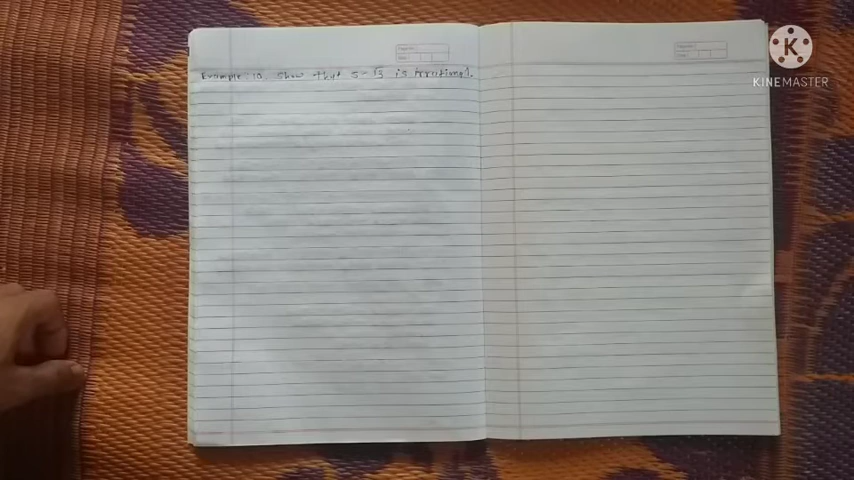 Example: 10. Show that 5 - √3 is irrational.
K
KINEMASTER